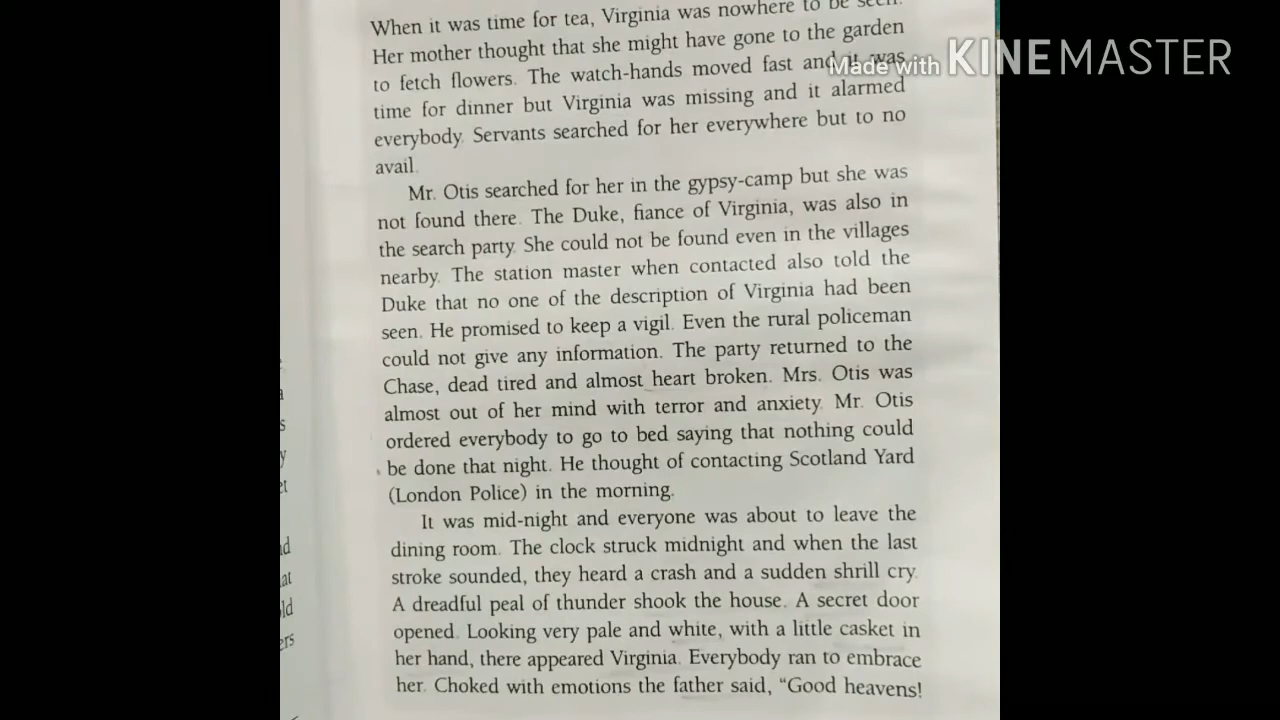 When it was time for tea, Virginia was nowhere to be seen.
Her mother thought that she might have gone to the garden
to fetch flowers. The watch-hands moved fast and it was
Made with KINEMASTER
time for dinner but Virginia was missing and it alarmed
everybody. Servants searched for her everywhere but to no
avail.
Mr. Otis searched for her in the gypsy-camp but she was
not found there. The Duke, fiance of Virginia, was also in
the search party. She could not be found even in the villages
nearby. The station master when contacted also told the
Duke that no one of the description of Virginia had been
seen. He promised to keep a vigil. Even the rural policeman
could not give any information. The party returned to the
Chase, dead tired and almost heart broken. Mrs. Otis was
almost out of her mind with terror and anxiety. Mr. Otis
ordered everybody to go to bed saying that nothing could
be done that night. He thought of contacting Scotland Yard
(London Police) in the morning.
It was mid-night and everyone was about to leave the
dining room. The clock struck midnight and when the last
stroke sounded, they heard a crash and a sudden shrill cry.
A dreadful peal of thunder shook the house. A secret door
opened. Looking very pale and white, with a little casket in
her hand, there appeared Virginia. Everybody ran to embrace
her. Choked with emotions the father said, “Good heavens!